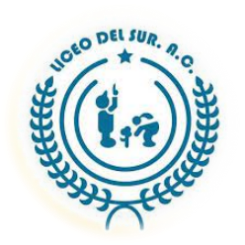 LICEO DEL SUR, A.C.